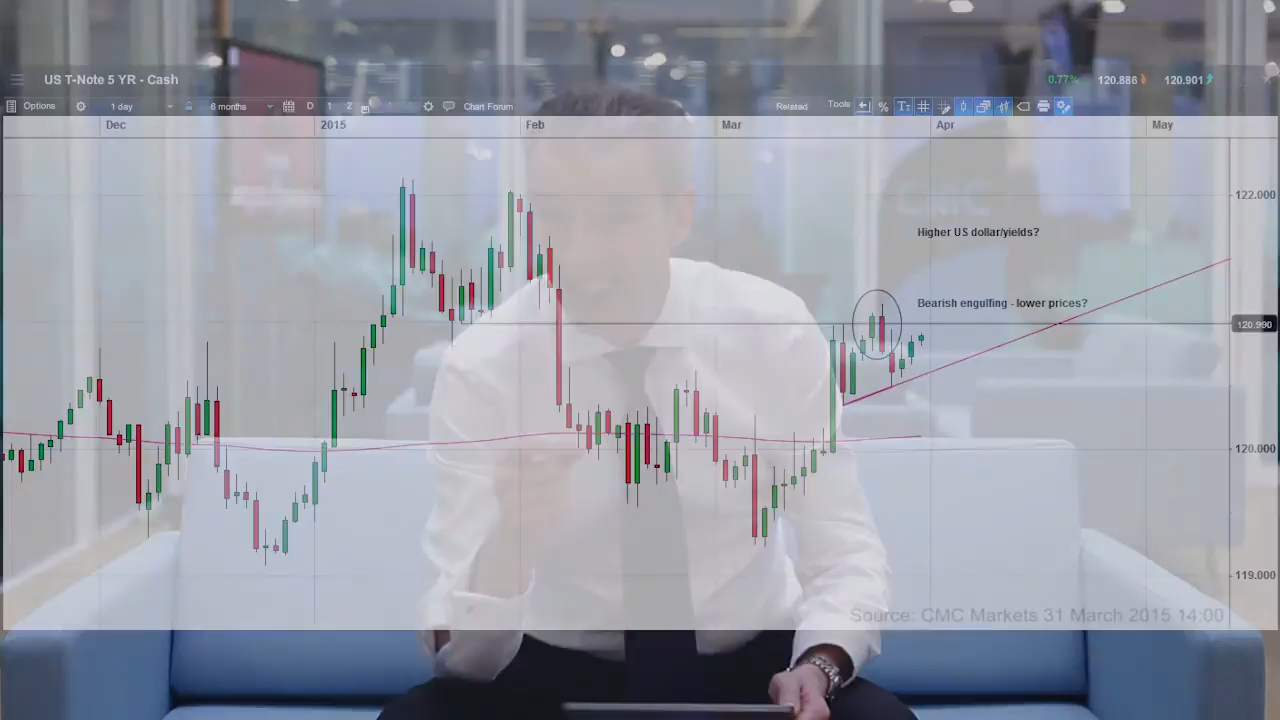 US T-Note 5 YR - Cash
0.77% 120.886 120.901
Options 1 day 6 months D 1 2 Chart Forum Related Tools %
Dec 2015 Feb Mar Apr May
122.000
Higher US dollar/yields?
Bearish engulfing - lower prices?
120.990
120.000
119.000
Source: CMC Markets 31 March 2015 14:00